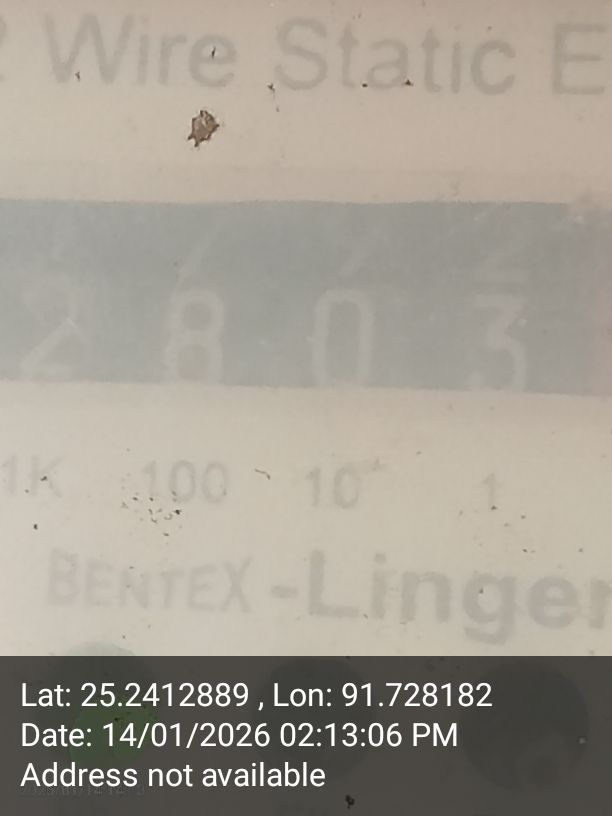 2 Wire Static E
2 8 0 3
1K 100 10 1
BENTEX -Linger
Lat: 25.2412889 , Lon: 91.728182
Date: 14/01/2026 02:13:06 PM
Address not available